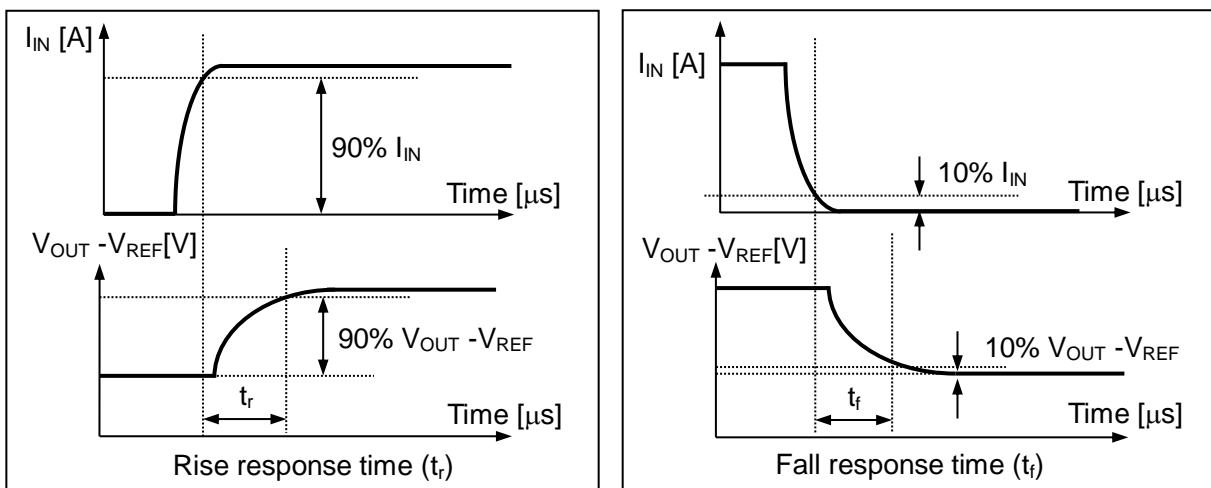 I_IN [A]
90% I_IN
Time [µs]
V_OUT -V_REF[V]
90% V_OUT -V_REF
t_r
Time [µs]
Rise response time (t_r)
I_IN [A]
10% I_IN
Time [µs]
V_OUT -V_REF[V]
10% V_OUT -V_REF
t_f
Time [µs]
Fall response time (t_f)